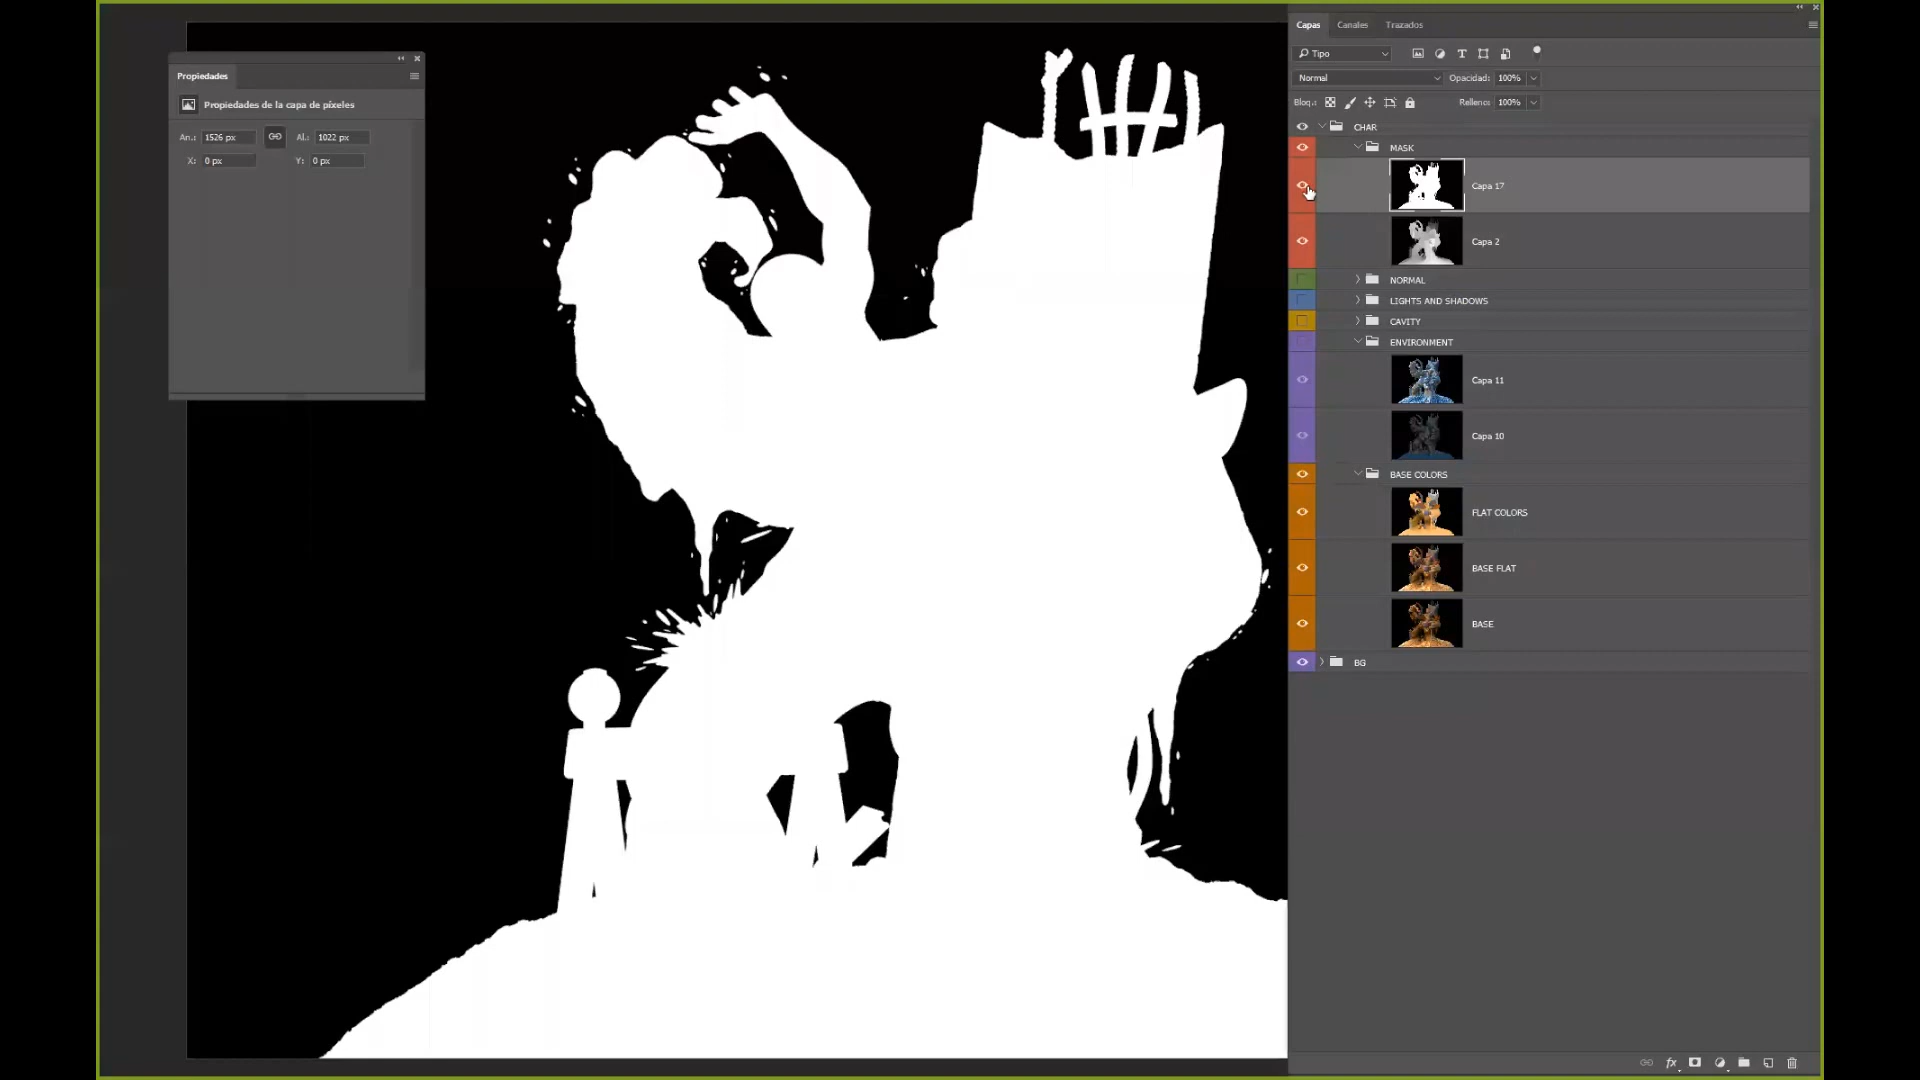 Propiedades
Propiedades de la capa de píxeles
An.: 1526 px Al.: 1022 px
X: 0 px Y: 0 px
Capas Canales Trazados
Tipo
Normal Opacidad: 100%
Bloq.: Relleno: 100%
CHAR
MASK
Capa 17
Capa 2
NORMAL
LIGHTS AND SHADOWS
CAVITY
ENVIRONMENT
Capa 11
Capa 10
BASE COLORS
FLAT COLORS
BASE FLAT
BASE
BG
fx